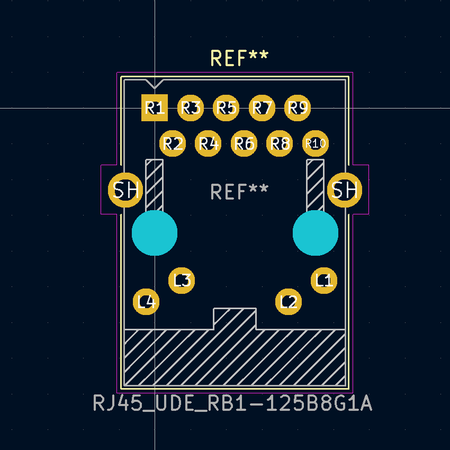 REF**
R1 R3 R5 R7 R9
R2 R4 R6 R8 R10
SH REF** SH
L3 L1
L4 L2
RJ45_UDE_RB1-125B8G1A